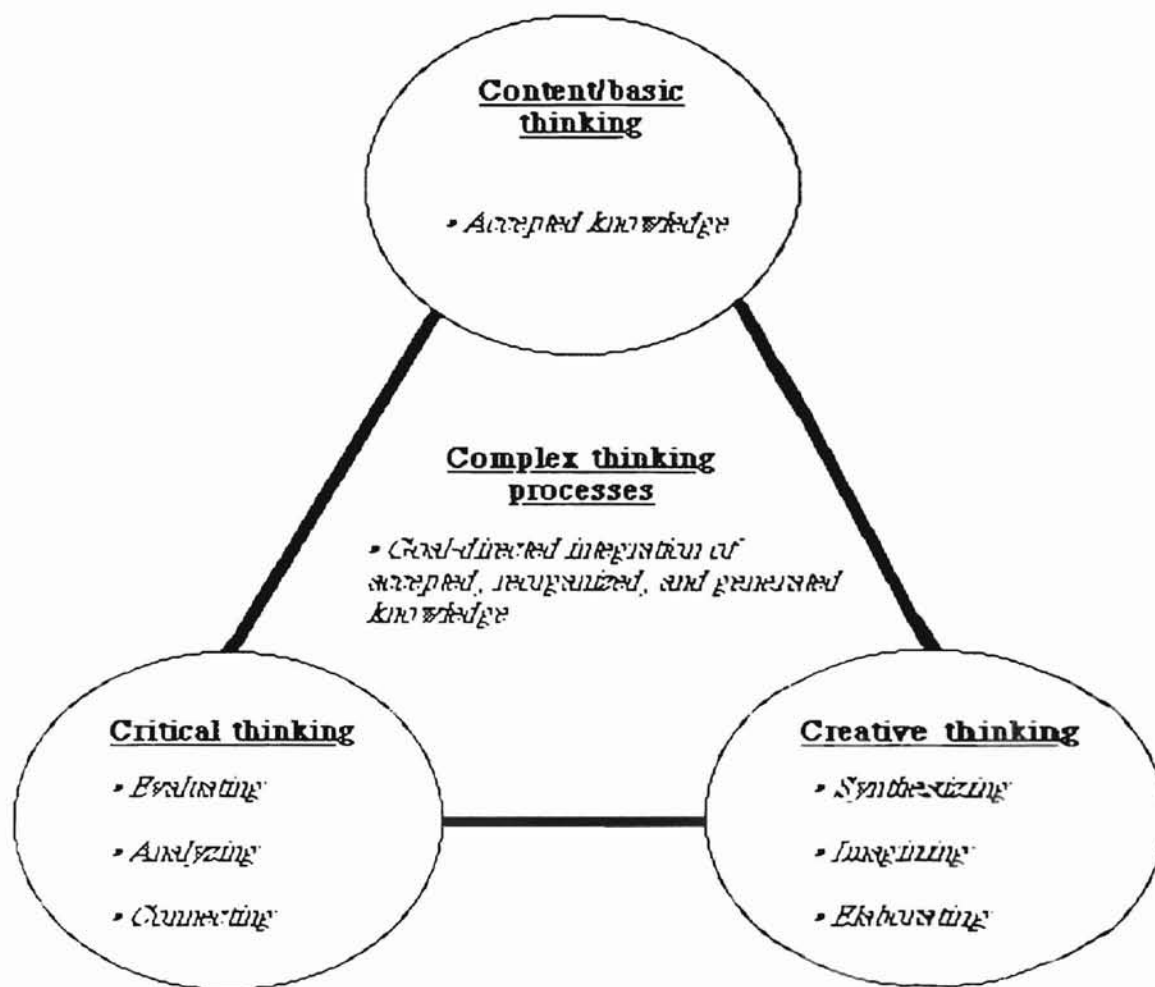 Content/basic
thinking
• Accepted knowledge
Complex thinking
processes
• Goal-directed integration of
accepted, reorganized, and generated
knowledge
Critical thinking
• Evaluating
• Analyzing
• Connecting
Creative thinking
• Synthesizing
• Imagining
• Elaborating